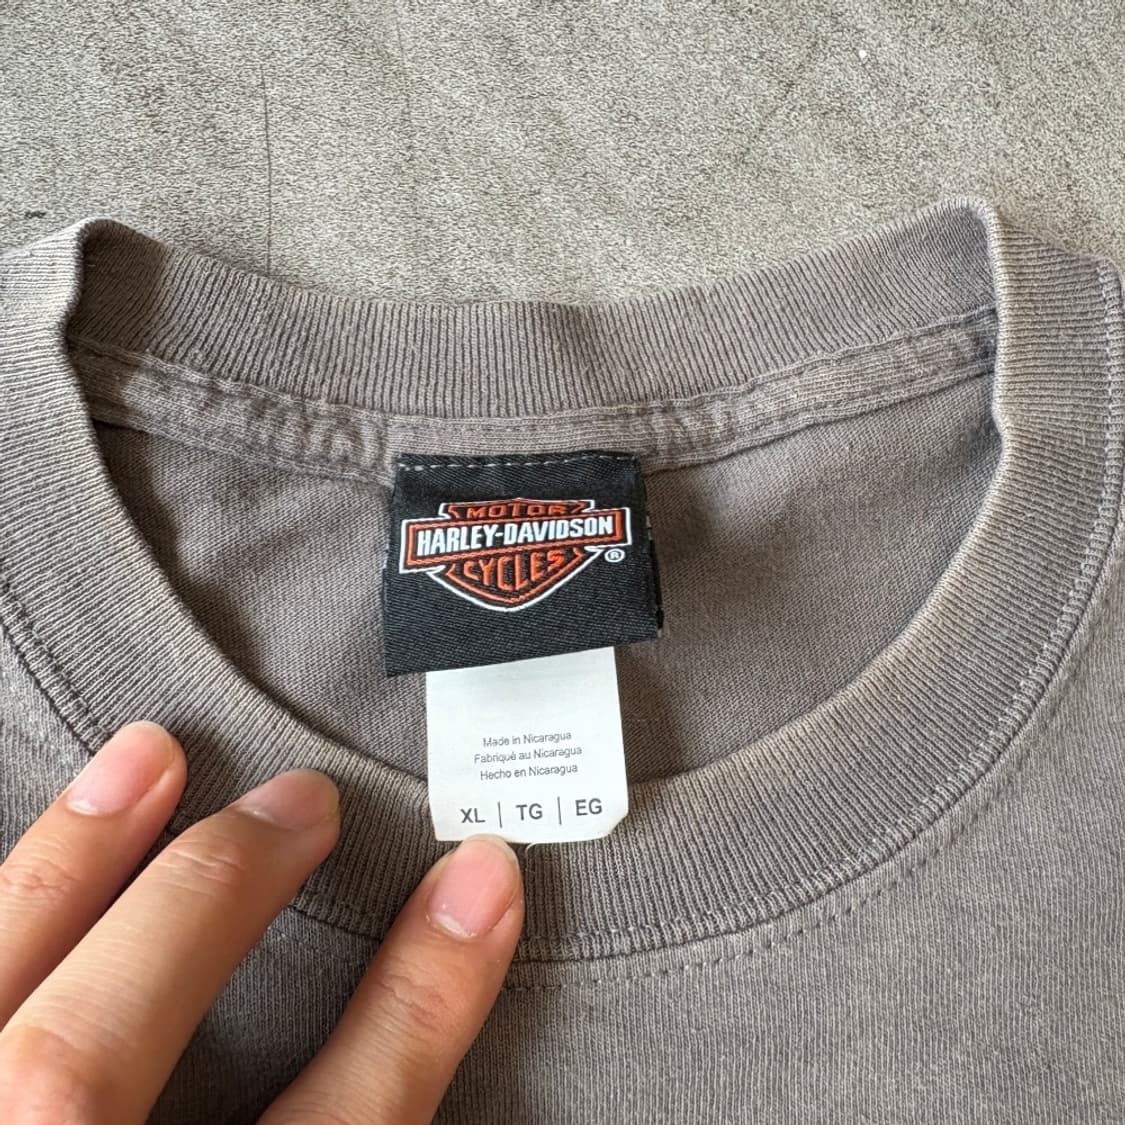 MOTOR
HARLEY-DAVIDSON
CYCLES ®
Made in Nicaragua
Fabriqué au Nicaragua
Hecho en Nicaragua
XL | TG | EG